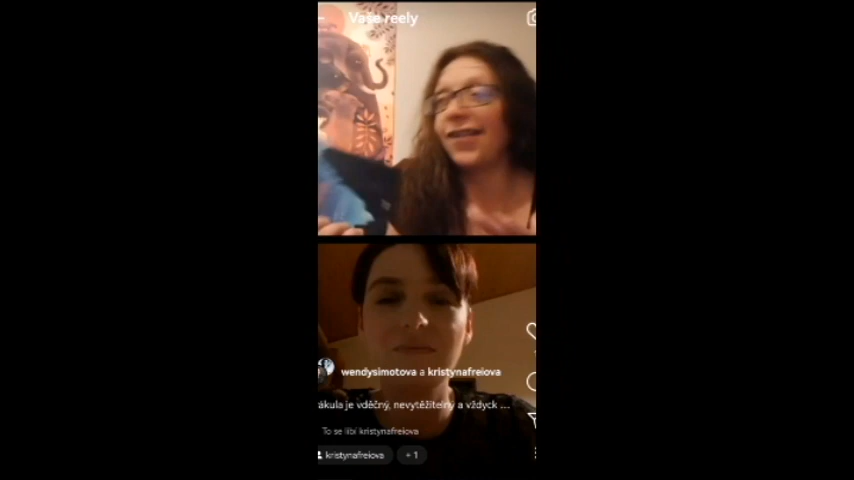 Vaše reely
wendysimotova a kristynafreiova
ákula je vděčný, nevytěžitelný a vždyck ...
To se líbí kristynafreiova
kristynafreiova
+ 1